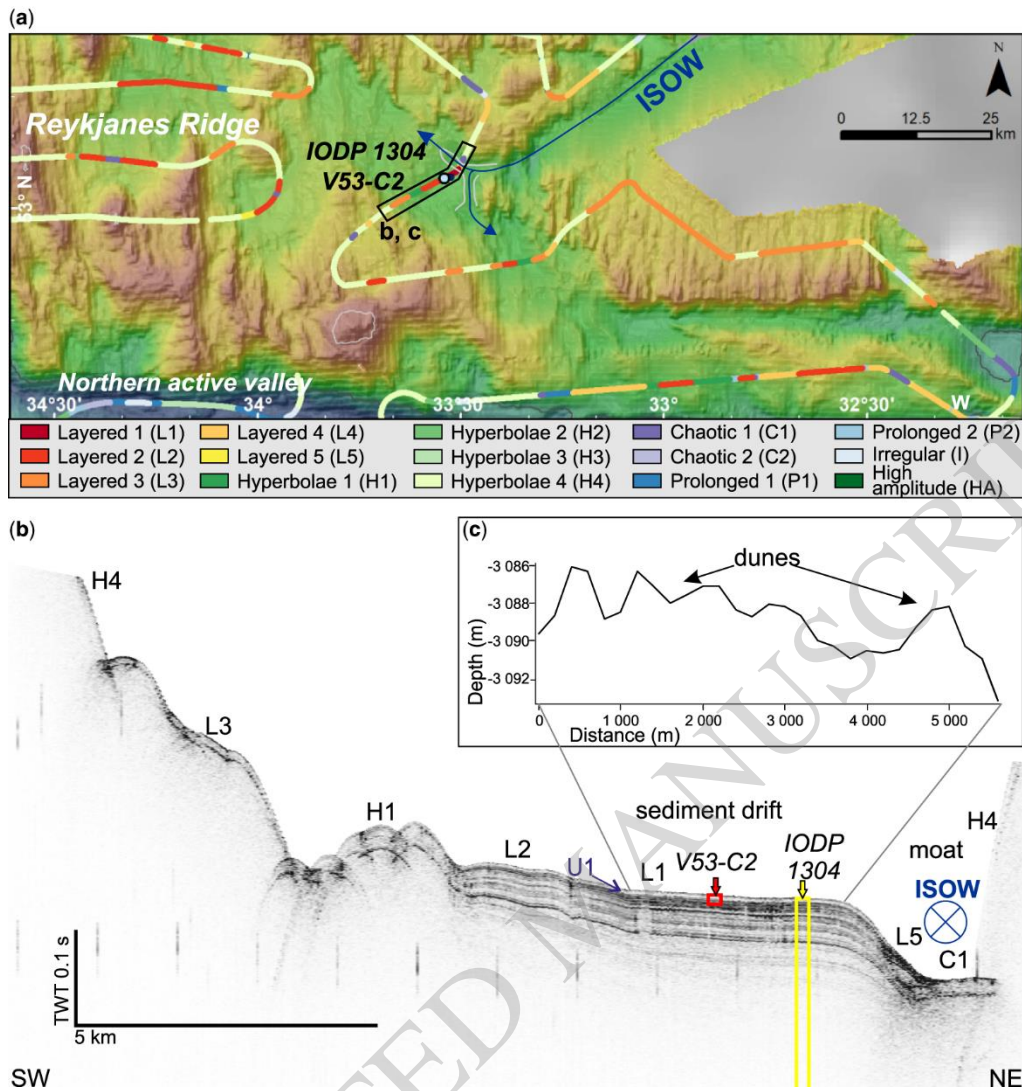 (a)
N
ISOW
Reykjanes Ridge
0 12.5 25
km
IODP 1304
V53-C2
53° N
b, c
Northern active valley
34°30' 34° 33°30' 33° 32°30' W
Layered 1 (L1) Layered 4 (L4) Hyperbolae 2 (H2) Chaotic 1 (C1) Prolonged 2 (P2)
Layered 2 (L2) Layered 5 (L5) Hyperbolae 3 (H3) Chaotic 2 (C2) Irregular (I)
Layered 3 (L3) Hyperbolae 1 (H1) Hyperbolae 4 (H4) Prolonged 1 (P1) High amplitude (HA)
(b)
(c)
dunes
-3 086
-3 088
-3 090
-3 092
Depth (m)
0 1 000 2 000 3 000 4 000 5 000
Distance (m)
H4
L3
H1
L2
U1
L1
sediment drift
V53-C2
IODP
1304
H4
moat
ISOW
L5
C1
TWT 0.1 s
5 km
SW
NE
TED MANUSCRI